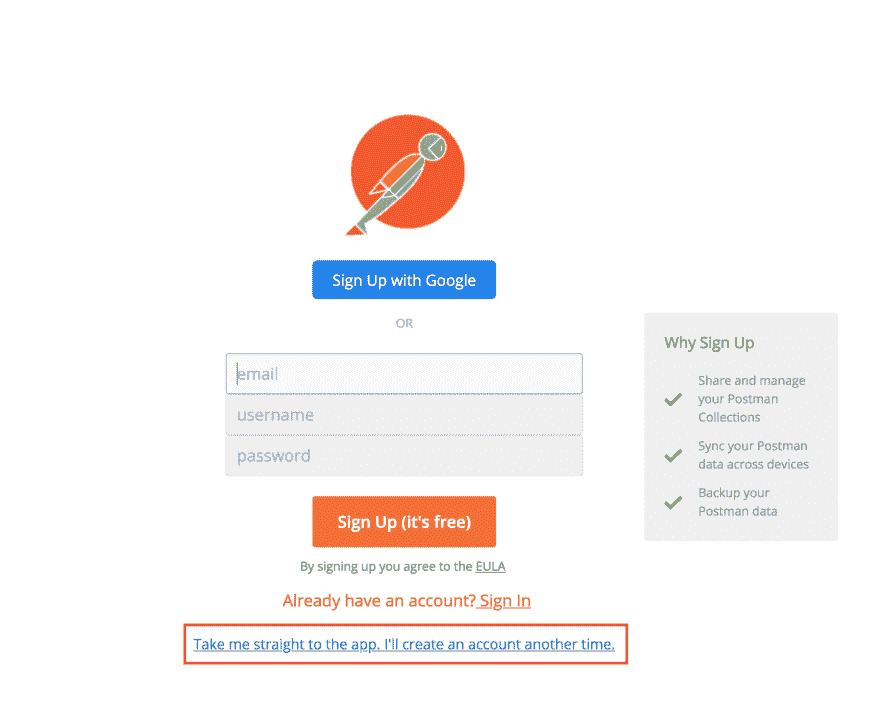 Sign Up with Google
OR
email
username
password
Sign Up (it's free)
By signing up you agree to the EULA
Already have an account? Sign In
Take me straight to the app. I'll create an account another time.
Why Sign Up
Share and manage
your Postman
Collections
Sync your Postman
data across devices
Backup your
Postman data